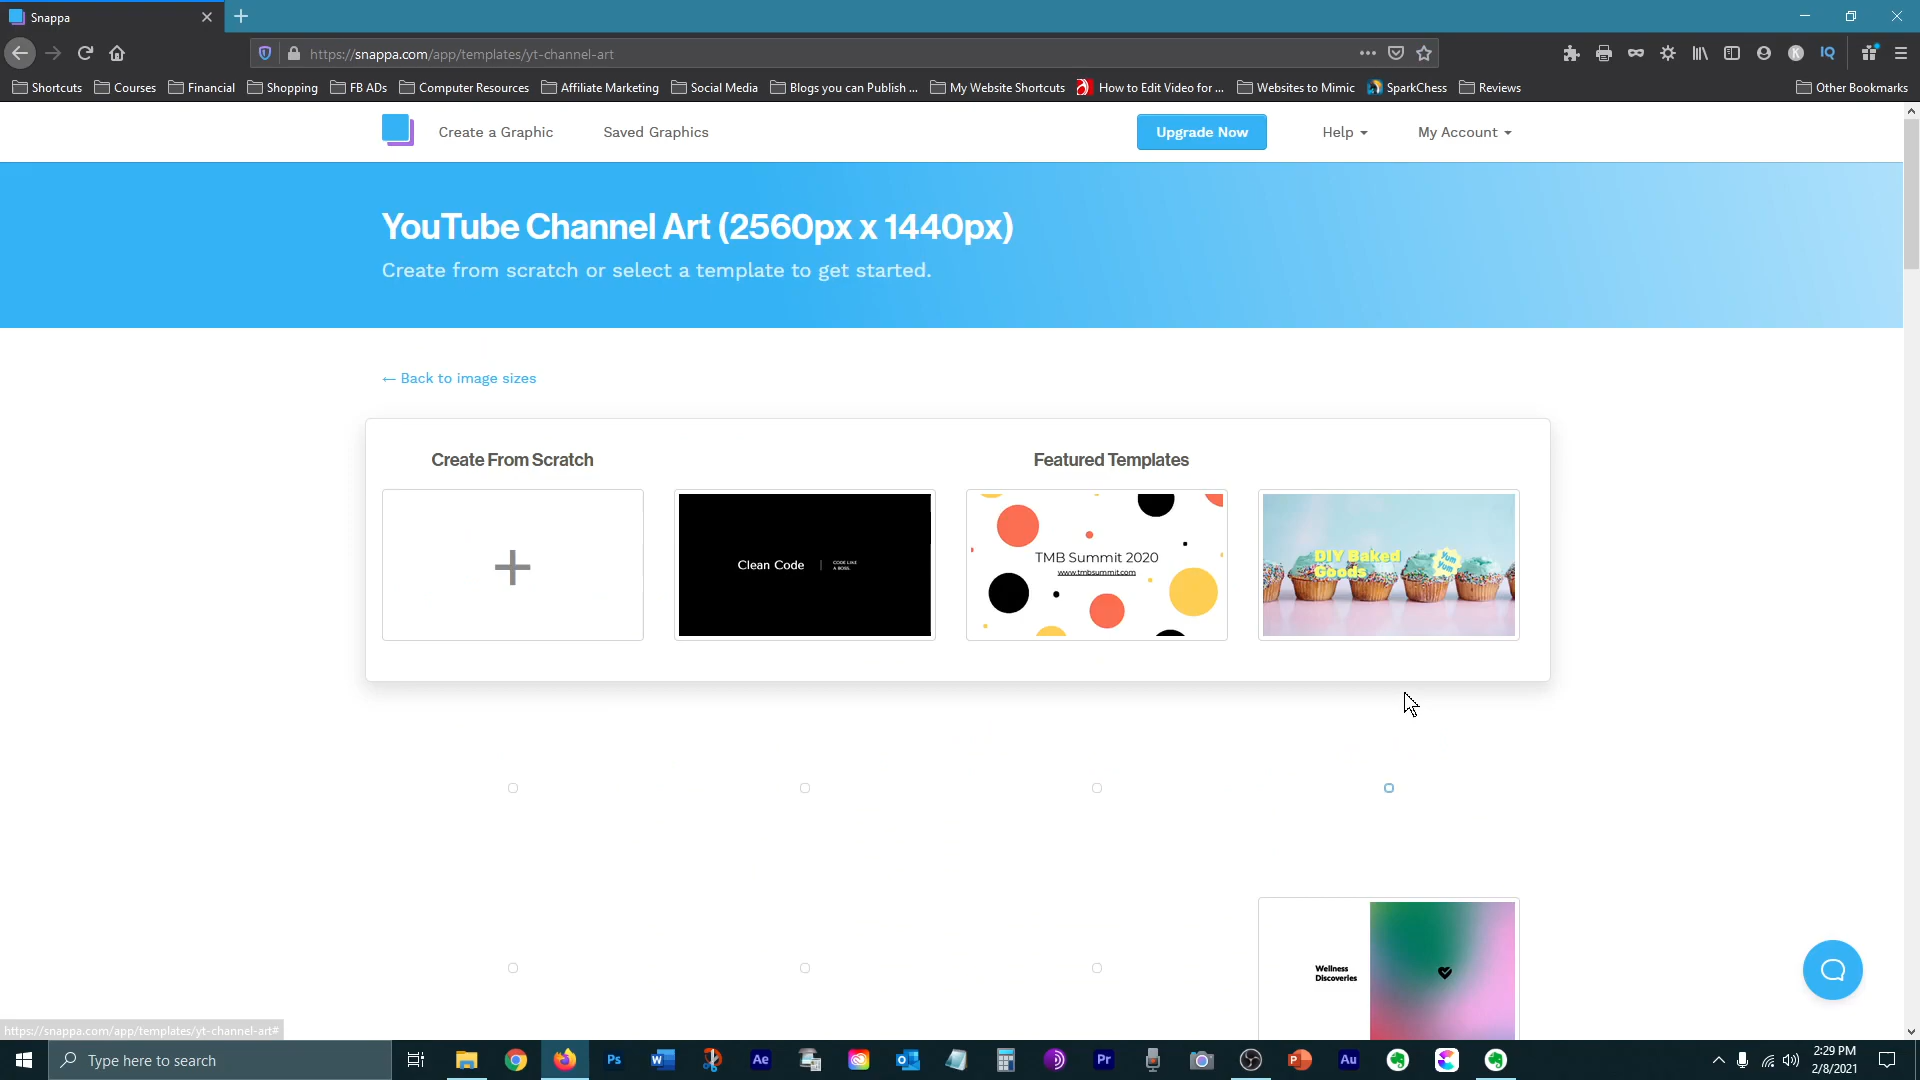 Snappa
https://snappa.com/app/templates/yt-channel-art
Shortcuts
Courses
Financial
Shopping
FB ADs
Computer Resources
Affiliate Marketing
Social Media
Blogs you can Publish ...
My Website Shortcuts
How to Edit Video for ...
Websites to Mimic
SparkChess
Reviews
Other Bookmarks
Create a Graphic
Saved Graphics
Upgrade Now
Help
My Account
YouTube Channel Art (2560px x 1440px)
Create from scratch or select a template to get started.
← Back to image sizes
Create From Scratch
Featured Templates
Clean Code
CODE LIKE
A BOSS.
TMB Summit 2020
www.tmbsummit.com
DIY Baked
Goods
Yum
Yum
Wellness
Discoveries
https://snappa.com/app/templates/yt-channel-art#
Type here to search
2:29 PM
2/8/2021